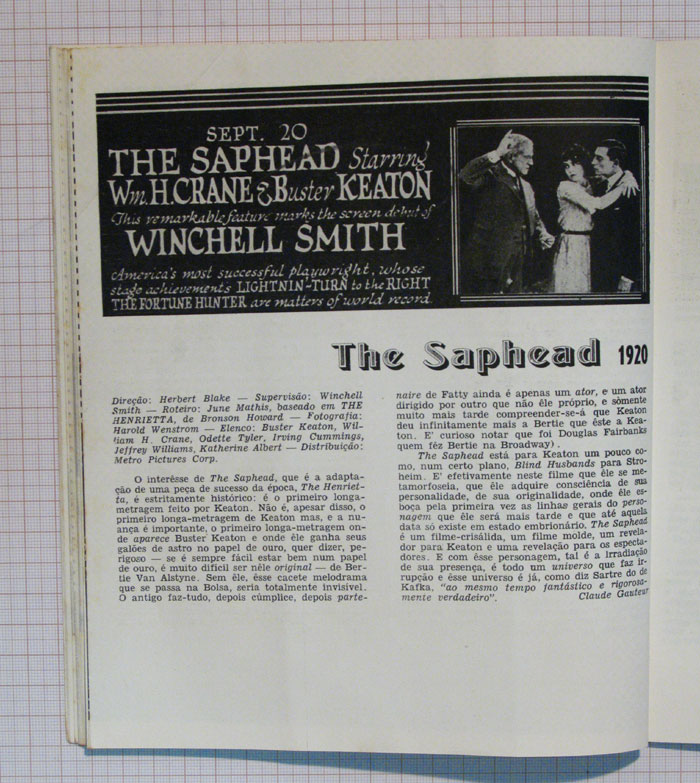 SEPT. 20
THE SAPHEAD Starring
Wm. H. CRANE & Buster KEATON
This remarkable feature marks the screen debut of
WINCHELL SMITH
America's most successful playwright, whose
stage achievements LIGHTNIN'-TURN to the RIGHT
THE FORTUNE HUNTER are matters of world record.
The Saphead 1920
Direção: Herbert Blake — Supervisão: Winchell
Smith — Roteiro: June Mathis, baseado em THE
HENRIETTA, de Bronson Howard — Fotografia:
Harold Wenstrom — Elenco: Buster Keaton, Wil-
liam H. Crane, Odette Tyler, Irving Cummings,
Jeffrey Williams, Katherine Albert — Distribuição:
Metro Pictures Corp.
O interêsse de The Saphead, que é a adapta-
ção de uma peça de sucesso da época, The Henriet-
ta, é estritamente histórico: é o primeiro longa-
metragem feito por Keaton. Não é, apesar disso, o
primeiro longa-metragem de Keaton mas, e a nu-
ança é importante, o primeiro longa-metragem on-
de aparece Buster Keaton e onde êle ganha seus
galões de astro no papel de ouro, quer dizer, pe-
rigoso — se é sempre fácil estar bem num papel
de ouro, é muito difícil ser nêle original — de Ber-
tie Van Alstyne. Sem êle, êsse cacete melodrama
que se passa na Bolsa, seria totalmente invisível.
O antigo faz-tudo, depois cúmplice, depois parte-
naire de Fatty ainda é apenas um ator, e um ator
dirigido por outro que não êle próprio, e sòmente
muito mais tarde compreender-se-á que Keaton
deu infinitamente mais a Bertie que êste a Kea-
ton. E' curioso notar que foi Douglas Fairbanks
quem fêz Bertie na Broadway).
The Saphead está para Keaton um pouco co-
mo, num certo plano, Blind Husbands para Stro-
heim. E' efetivamente neste filme que êle se me-
tamorfoseia, que êle adquire consciência de sua
personalidade, de sua originalidade, onde êle es-
boça pela primeira vez as linhas gerais do perso-
nagem que êle será mais tarde e que até aquela
data só existe em estado embrionário. The Saphead
é um filme-crisálida, um filme molde, um revela-
dor para Keaton e uma revelação para os especta-
dores. E com êsse personagem, tal é a irradiação
de sua presença, é todo um universo que faz ir-
rupção e êsse universo é já, como diz Sartre do de
Kafka, "ao mesmo tempo fantástico e rigorosa-
mente verdadeiro". Claude Gauteur